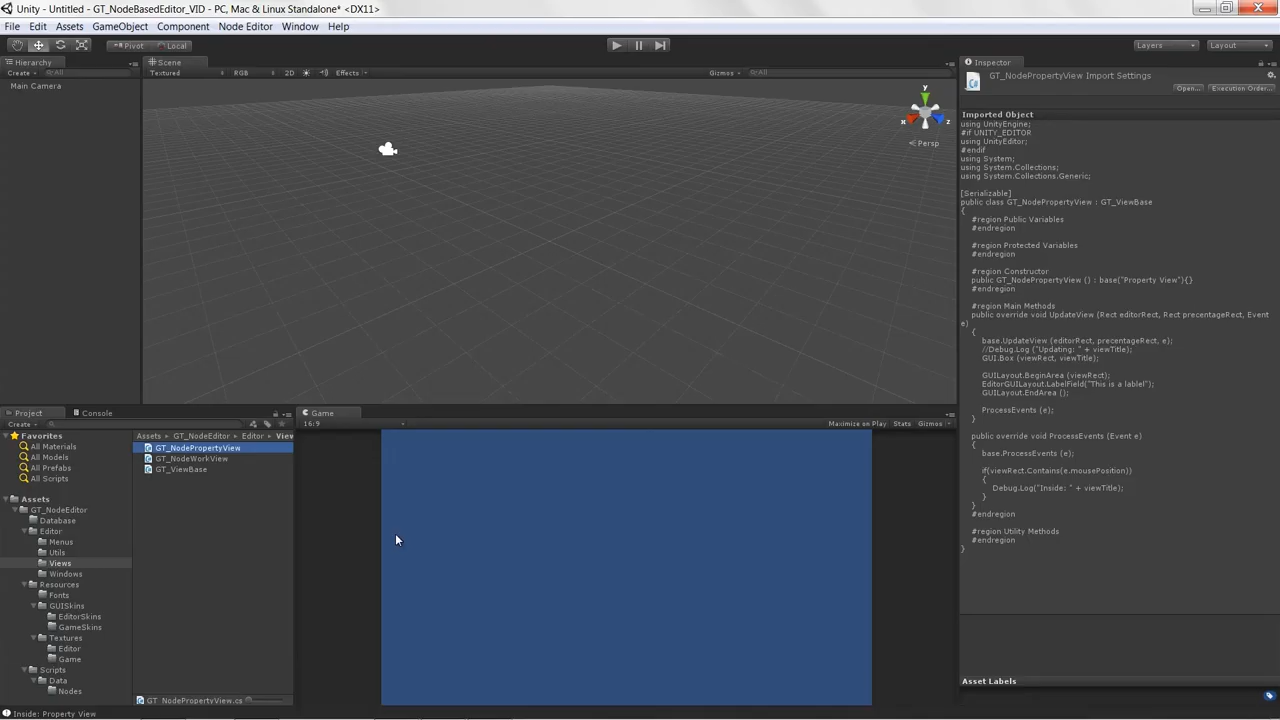 Unity - Untitled - GT_NodeBasedEditor_VID - PC, Mac & Linux Standalone* <DX11>
File Edit Assets GameObject Component Node Editor Window Help
Pivot Local
Layers Layout
Hierarchy
Create All
Main Camera
Scene
Textured RGB 2D Effects Gizmos All
y
x z
Persp
Inspector
GT_NodePropertyView Import Settings
Open... Execution Order...
Imported Object
using UnityEngine;
#if UNITY_EDITOR
using UnityEditor;
#endif
using System;
using System.Collections;
using System.Collections.Generic;
[Serializable]
public class GT_NodePropertyView : GT_ViewBase
{
#region Public Variables
#endregion
#region Protected Variables
#endregion
#region Constructor
public GT_NodePropertyView () : base("Property View"){}
#endregion
#region Main Methods
public override void UpdateView (Rect editorRect, Rect precentageRect, Event
e)
{
base.UpdateView (editorRect, precentageRect, e);
//Debug.Log ("Updating: " + viewTitle);
GUI.Box (viewRect, viewTitle);
GUILayout.BeginArea (viewRect);
EditorGUILayout.LabelField("This is a lablel");
GUILayout.EndArea ();
ProcessEvents (e);
}
public override void ProcessEvents (Event e)
{
base.ProcessEvents (e);
if(viewRect.Contains(e.mousePosition))
{
Debug.Log("Inside: " + viewTitle);
}
}
#endregion
#region Utility Methods
#endregion
}
Asset Labels
Project Console
Create
Favorites
All Materials
All Models
All Prefabs
All Scripts
Assets
GT_NodeEditor
Database
Editor
Menus
Utils
Views
Windows
Resources
Fonts
GUISkins
EditorSkins
GameSkins
Textures
Editor
Game
Scripts
Data
Nodes
Assets GT_NodeEditor Editor View
GT_NodePropertyView
GT_NodeWorkView
GT_ViewBase
GT_NodePropertyView.cs
Game
16:9 Maximize on Play Stats Gizmos
Inside: Property View